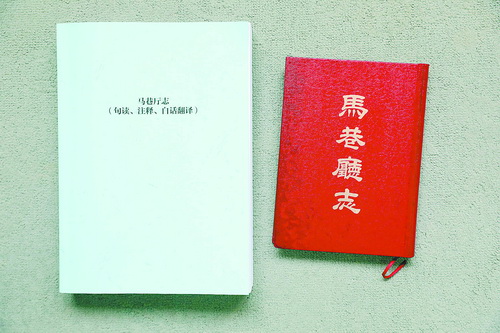 马巷厅志
（句读、注释、白话翻译）
馬巷廳志